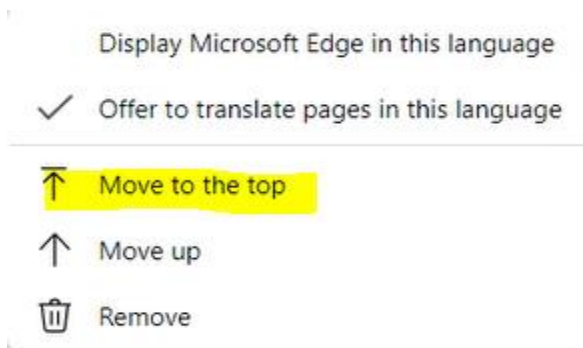 Display Microsoft Edge in this language
Offer to translate pages in this language
Move to the top
Move up
Remove